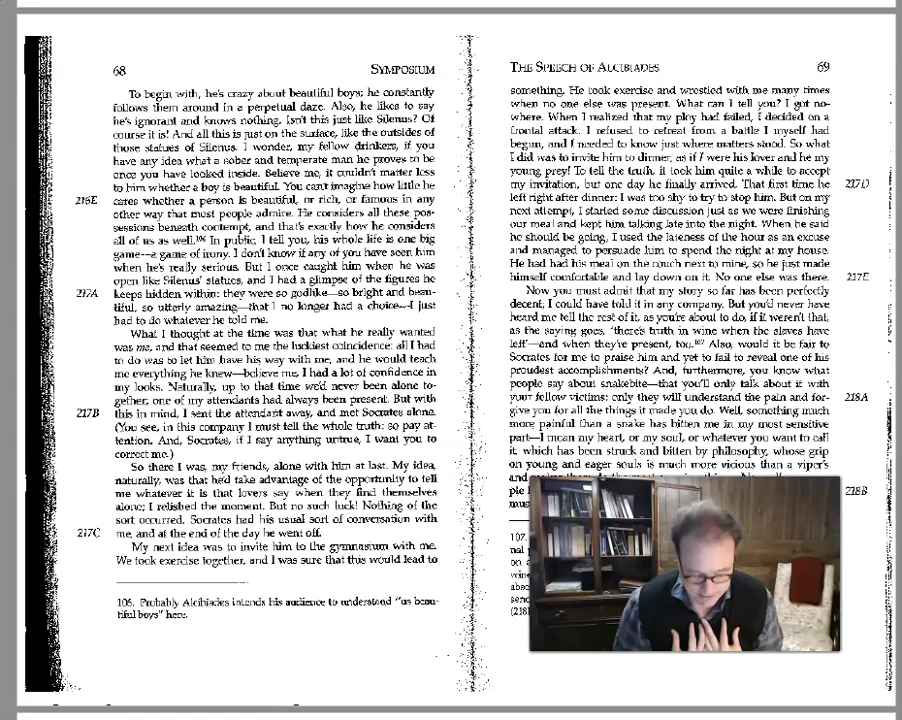 68
SYMPOSIUM
To begin with, he's crazy about beautiful boys; he constantly
follows them around in a perpetual daze. Also, he likes to say
he's ignorant and knows nothing. Isn't this just like Silenus? Of
course it is! And all this is just on the surface, like the outsides of
those statues of Silenus. I wonder, my fellow drinkers, if you
have any idea what a sober and temperate man he proves to be
once you have looked inside. Believe me, it couldn't matter less
to him whether a boy is beautiful. You can't imagine how little he
216E
cares whether a person is beautiful, or rich, or famous in any
other way that most people admire. He considers all these pos-
sessions beneath contempt, and that's exactly how he considers
all of us as well.106 In public, I tell you, his whole life is one big
game—a game of irony. I don't know if any of you have seen him
when he's really serious. But I once caught him when he was
open like Silenus' statues, and I had a glimpse of the figures he
217A
keeps hidden within: they were so godlike—so bright and beau-
tiful, so utterly amazing—that I no longer had a choice—I just
had to do whatever he told me.
What I thought at the time was that what he really wanted
was me, and that seemed to me the luckiest coincidence: all I had
to do was to let him have his way with me, and he would teach
me everything he knew—believe me, I had a lot of confidence in
my looks. Naturally, up to that time we'd never been alone to-
gether; one of my attendants had always been present. But with
217B
this in mind, I sent the attendant away, and met Socrates alone.
(You see, in this company I must tell the whole truth: so pay at-
tention. And, Socrates, if I say anything untrue, I want you to
correct me.)
So there I was, my friends, alone with him at last. My idea,
naturally, was that he'd take advantage of the opportunity to tell
me whatever it is that lovers say when they find themselves
alone; I relished the moment. But no such luck! Nothing of the
sort occurred. Socrates had his usual sort of conversation with
217C
me, and at the end of the day he went off.
My next idea was to invite him to the gymnasium with me.
We took exercise together, and I was sure that this would lead to
106. Probably Alcibiades intends his audience to understand "us beau-
tiful boys" here.
THE SPEECH OF ALCIBIADES
69
something. He took exercise and wrestled with me many times
when no one else was present. What can I tell you? I got no-
where. When I realized that my ploy had failed, I decided on a
frontal attack. I refused to retreat from a battle I myself had
begun, and I needed to know just where matters stood. So what
I did was to invite him to dinner, as if I were his lover and he my
young prey! To tell the truth, it took him quite a while to accept
my invitation, but one day he finally arrived. That first time he
217D
left right after dinner: I was too shy to try to stop him. But on my
next attempt, I started some discussion just as we were finishing
our meal and kept him talking late into the night. When he said
he should be going, I used the lateness of the hour as an excuse
and managed to persuade him to spend the night at my house.
He had had his meal on the couch next to mine, so he just made
himself comfortable and lay down on it. No one else was there.
217E
Now you must admit that my story so far has been perfectly
decent; I could have told it in any company. But you'd never have
heard me tell the rest of it, as you're about to do, if it weren't that,
as the saying goes, 'there's truth in wine when the slaves have
left'—and when they're present, too.107 Also, would it be fair to
Socrates for me to praise him and yet to fail to reveal one of his
proudest accomplishments? And, furthermore, you know what
people say about snakebite—that you'll only talk about it with
your fellow victims: only they will understand the pain and for-
218A
give you for all the things it made you do. Well, something much
more painful than a snake has bitten me in my most sensitive
part—I mean my heart, or my soul, or whatever you want to call
it, which has been struck and bitten by philosophy, whose grip
on young and eager souls is much more vicious than a viper's
and
ple
218B
mus
107.
nal
on a
wine
abso
send
(238)